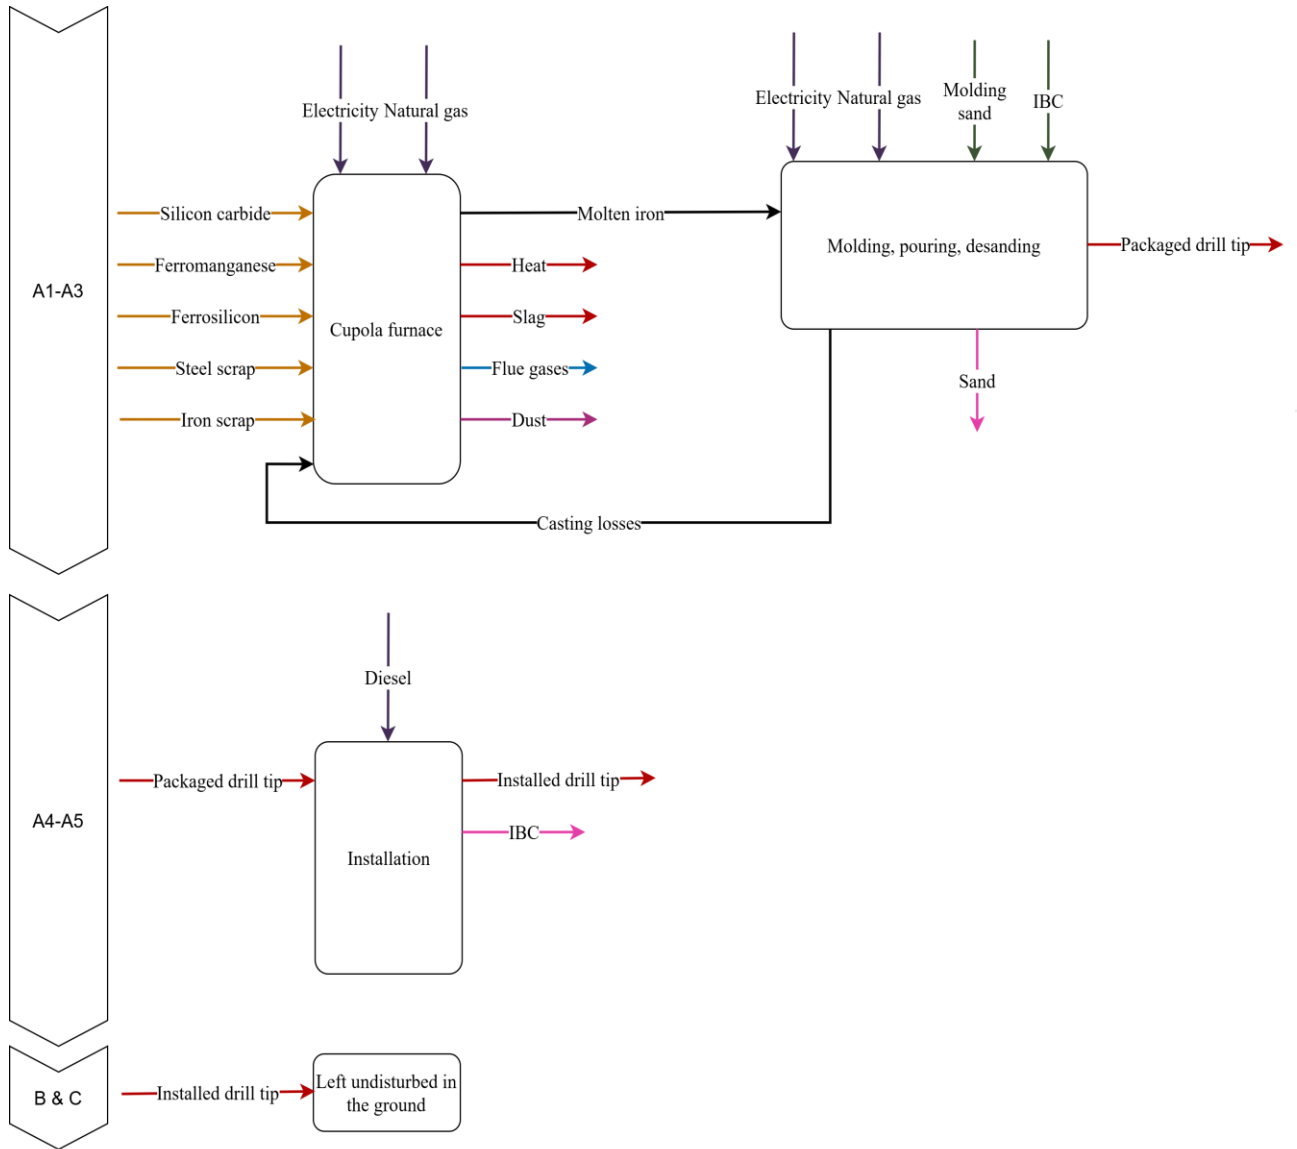 A1-A3
Electricity
Natural gas
Electricity
Natural gas
Molding
sand
IBC
Silicon carbide
Ferromanganese
Ferrosilicon
Steel scrap
Iron scrap
Cupola furnace
Molten iron
Heat
Slag
Flue gases
Dust
Molding, pouring, desanding
Packaged drill tip
Sand
Casting losses
A4-A5
Diesel
Packaged drill tip
Installation
Installed drill tip
IBC
B & C
Installed drill tip
Left undisturbed in
the ground